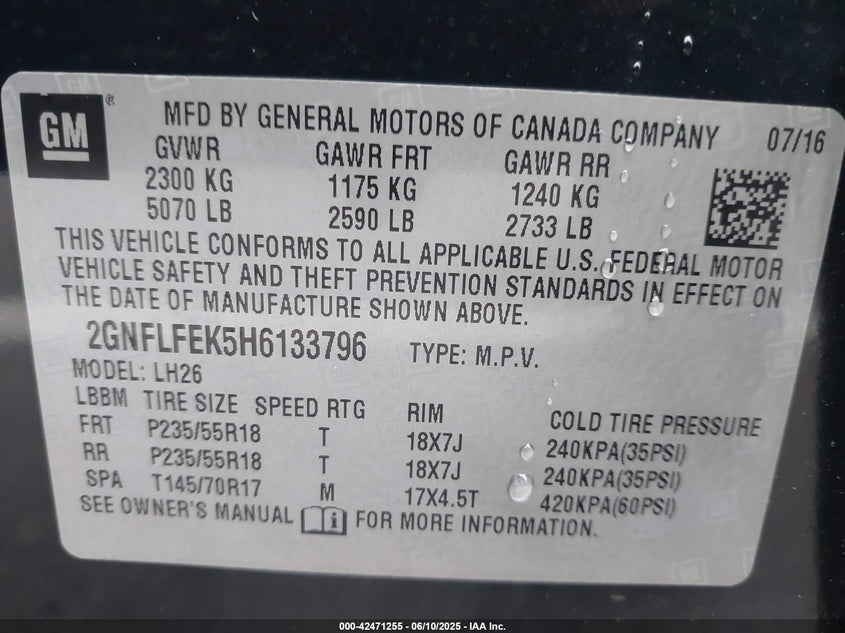 GM ®
MFD BY GENERAL MOTORS OF CANADA COMPANY 07/16
GVWR GAWR FRT GAWR RR
2300 KG 1175 KG 1240 KG
5070 LB 2590 LB 2733 LB
THIS VEHICLE CONFORMS TO ALL APPLICABLE U.S. FEDERAL MOTOR
VEHICLE SAFETY AND THEFT PREVENTION STANDARDS IN EFFECT ON
THE DATE OF MANUFACTURE SHOWN ABOVE.
2GNFLFEK5H6133796 TYPE: M.P.V.
MODEL: LH26
LBBM TIRE SIZE SPEED RTG RIM COLD TIRE PRESSURE
FRT P235/55R18 T 18X7J 240KPA(35PSI)
RR P235/55R18 T 18X7J 240KPA(35PSI)
SPA T145/70R17 M 17X4.5T 420KPA(60PSI)
SEE OWNER'S MANUAL FOR MORE INFORMATION.
000-42471255 - 06/10/2025 - IAA Inc.